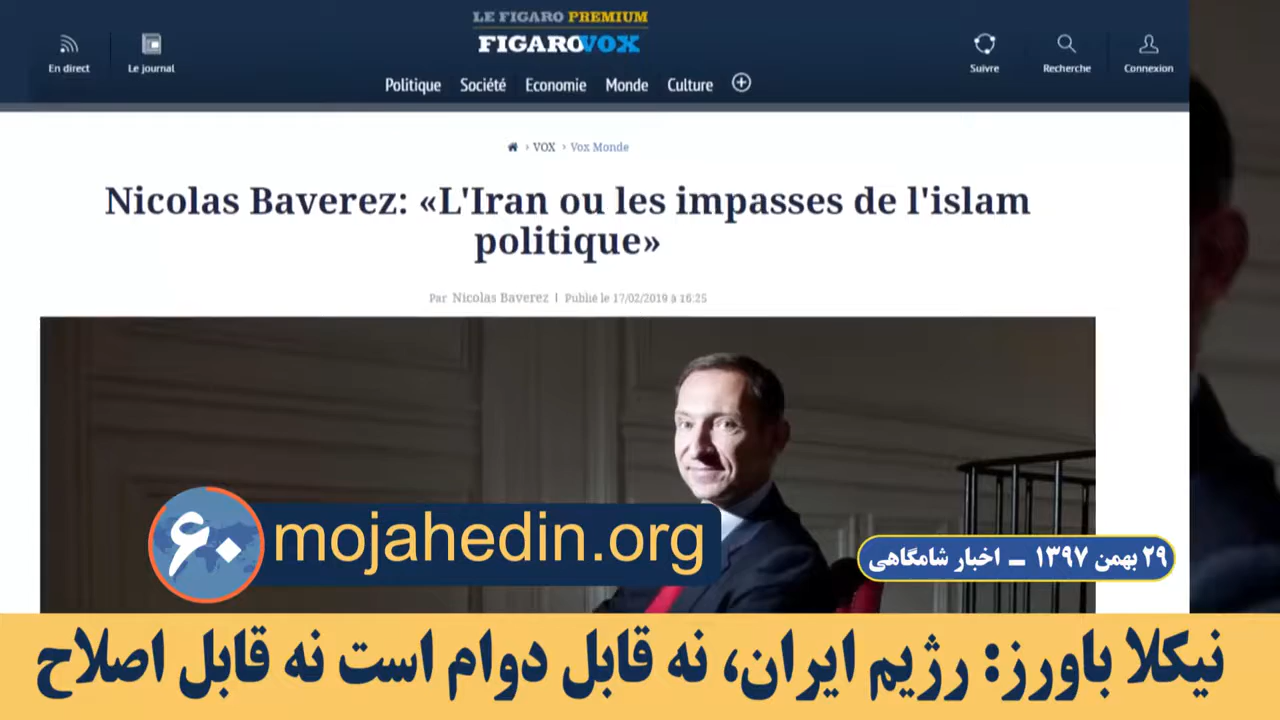 LE FIGARO PREMIUM
FIGAROVOX
En direct
Le journal
Suivre
Recherche
Connexion
Politique Société Economie Monde Culture
VOX › Vox Monde
Nicolas Baverez: «L'Iran ou les impasses de l'islam
politique»
Par Nicolas Baverez | Publié le 17/02/2019 à 16:25
۶۰
mojahedin.org
۲۹ بهمن ۱۳۹۷ ــ اخبار شامگاهی
نیکلا باورز: رژیم ایران، نه قابل دوام است نه قابل اصلاح